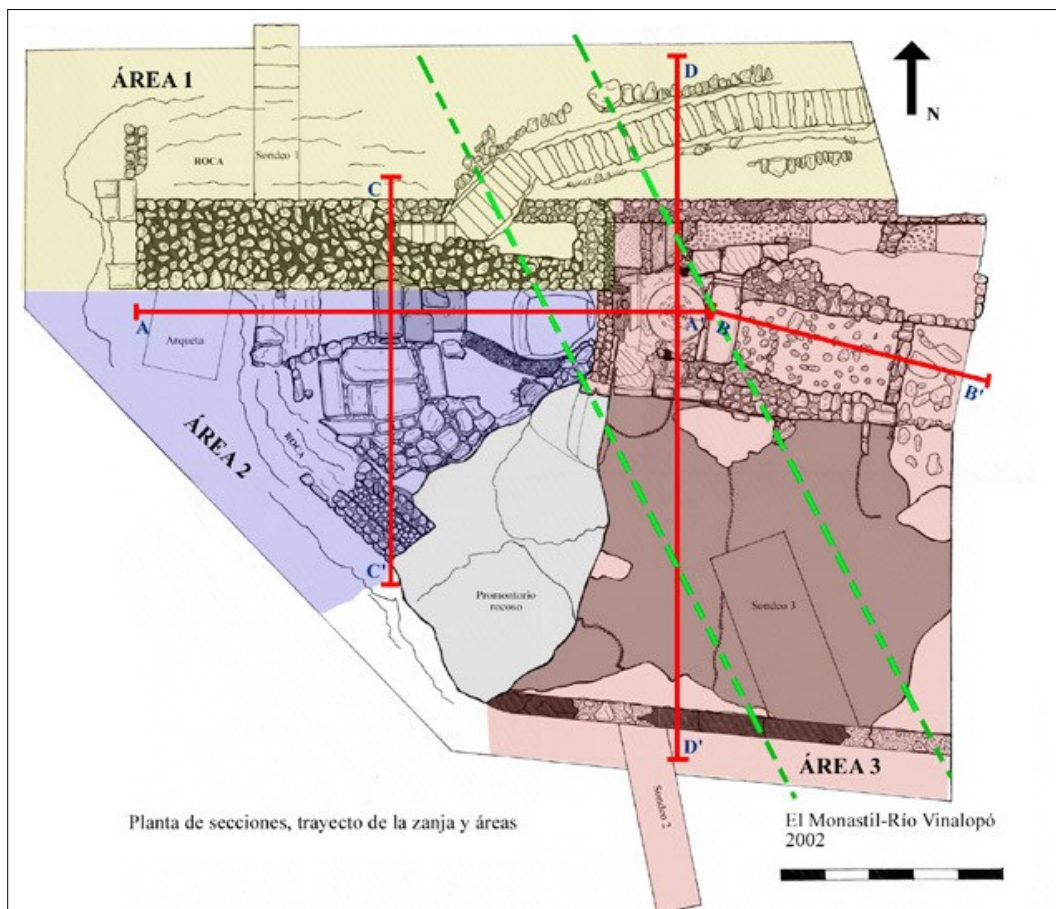 ÁREA 1
Sondeo 1
ROCA
D
N
C
A
A'
B
B'
Arqueta
ROCA
ÁREA 2
C'
Promontorio
rocoso
Sondeo 3
D'
ÁREA 3
Sondeo 2
Planta de secciones, trayecto de la zanja y áreas
El Monastil-Río Vinalopó
2002